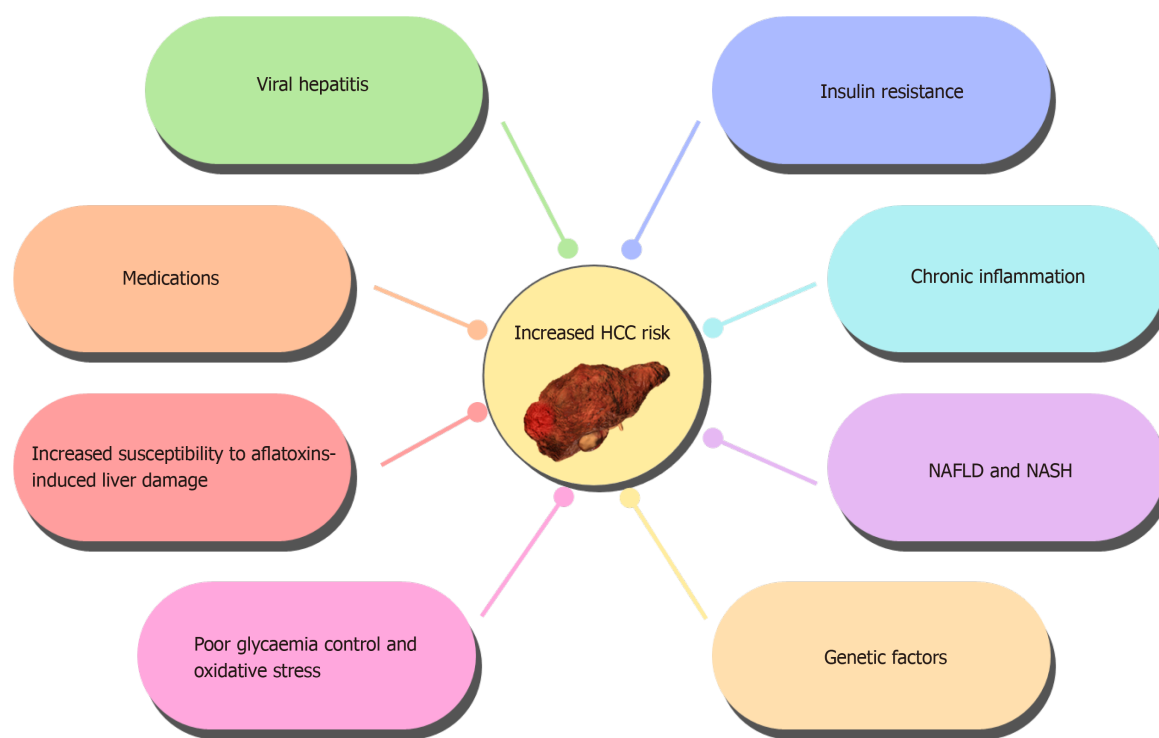 Viral hepatitis
Insulin resistance
Medications
Chronic inflammation
Increased HCC risk
Increased susceptibility to aflatoxins-
induced liver damage
NAFLD and NASH
Poor glycaemia control and
oxidative stress
Genetic factors